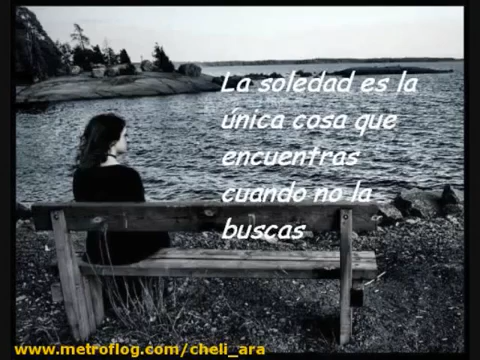 La soledad es la
única cosa que
encuentras
cuando no la
buscas
www.metroflog.com/cheli_ara